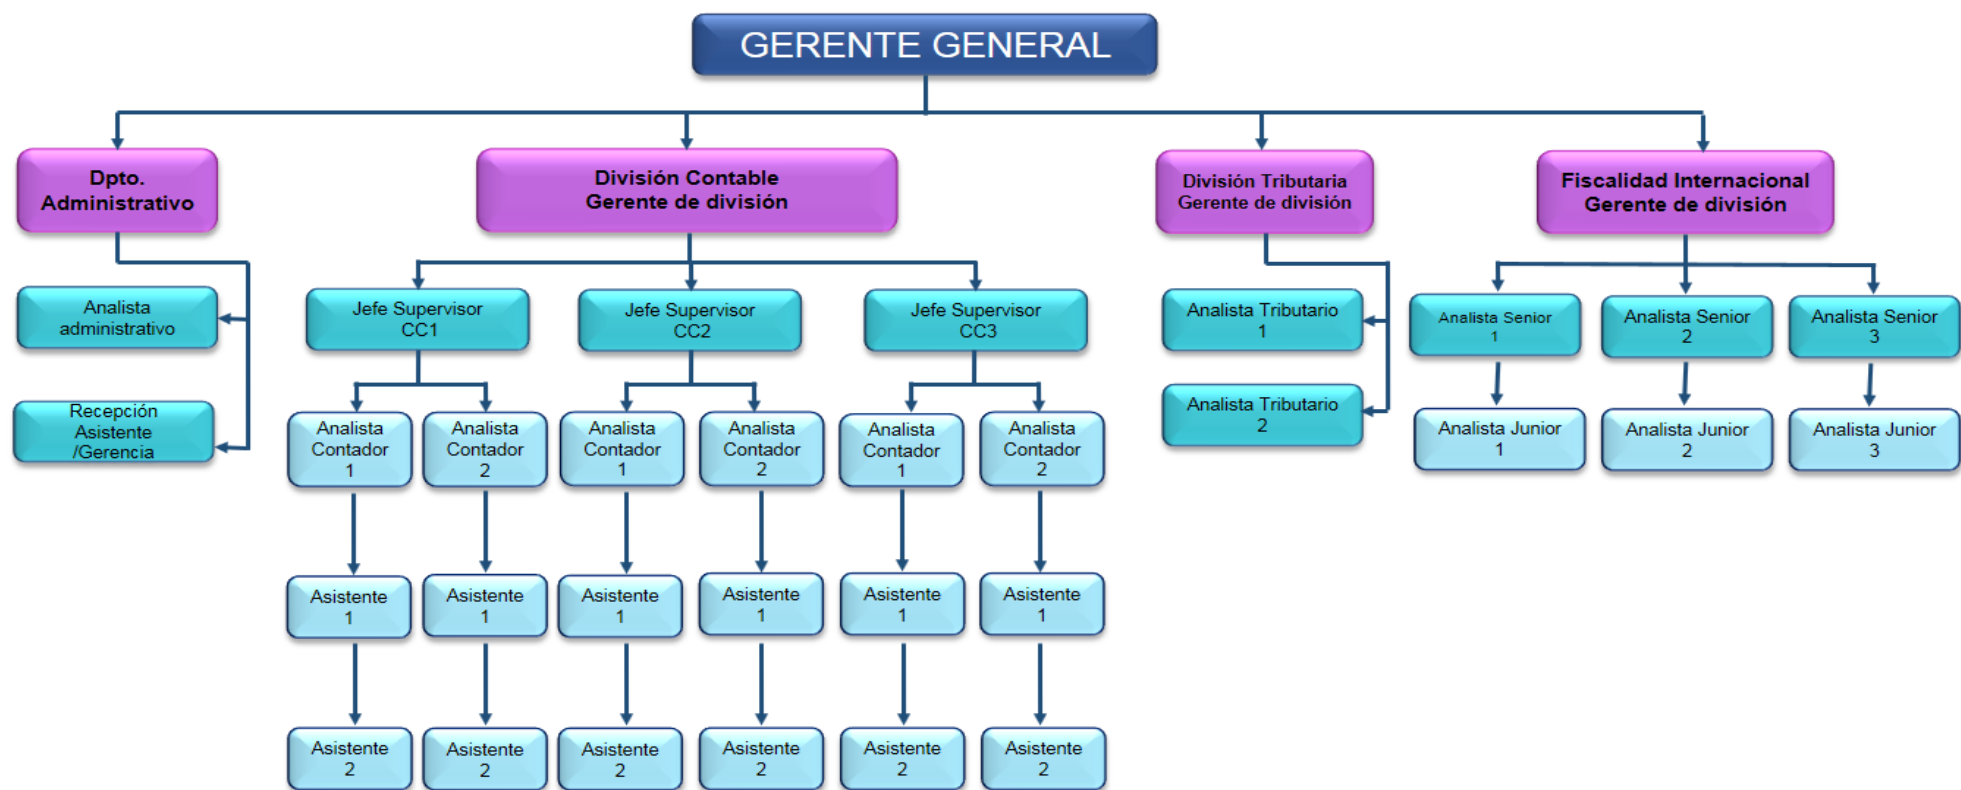 GERENTE GENERAL
Dpto.
Administrativo
División Contable
Gerente de división
División Tributaria
Gerente de división
Fiscalidad Internacional
Gerente de división
Analista
administrativo
Recepción
Asistente
/Gerencia
Jefe Supervisor
CC1
Jefe Supervisor
CC2
Jefe Supervisor
CC3
Analista Tributario
1
Analista Tributario
2
Analista Senior
1
Analista Senior
2
Analista Senior
3
Analista
Contador
1
Analista
Contador
2
Analista
Contador
1
Analista
Contador
2
Analista
Contador
1
Analista
Contador
2
Analista Junior
1
Analista Junior
2
Analista Junior
3
Asistente
1
Asistente
1
Asistente
1
Asistente
1
Asistente
1
Asistente
1
Asistente
2
Asistente
2
Asistente
2
Asistente
2
Asistente
2
Asistente
2